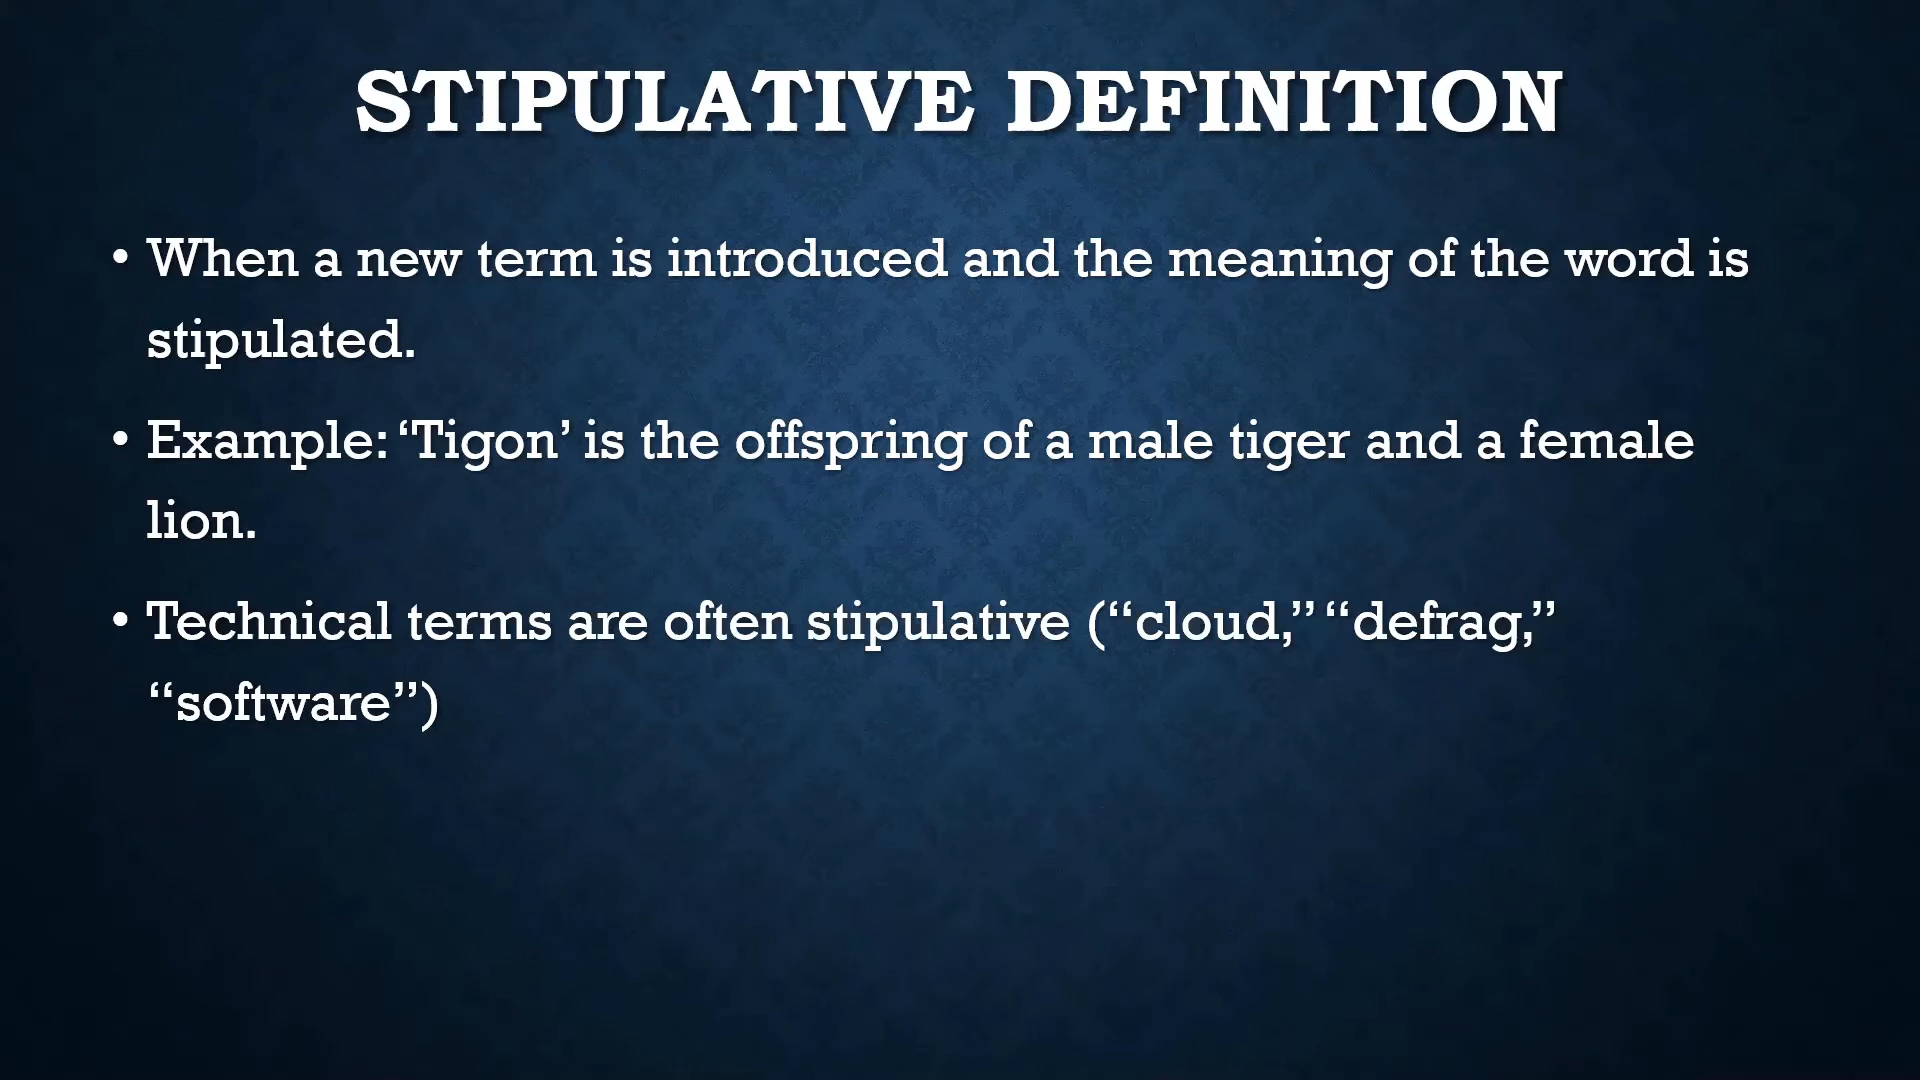 STIPULATIVE DEFINITION
• When a new term is introduced and the meaning of the word is
stipulated.
• Example: ‘Tigon’ is the offspring of a male tiger and a female
lion.
• Technical terms are often stipulative (“cloud,” “defrag,”
“software”)